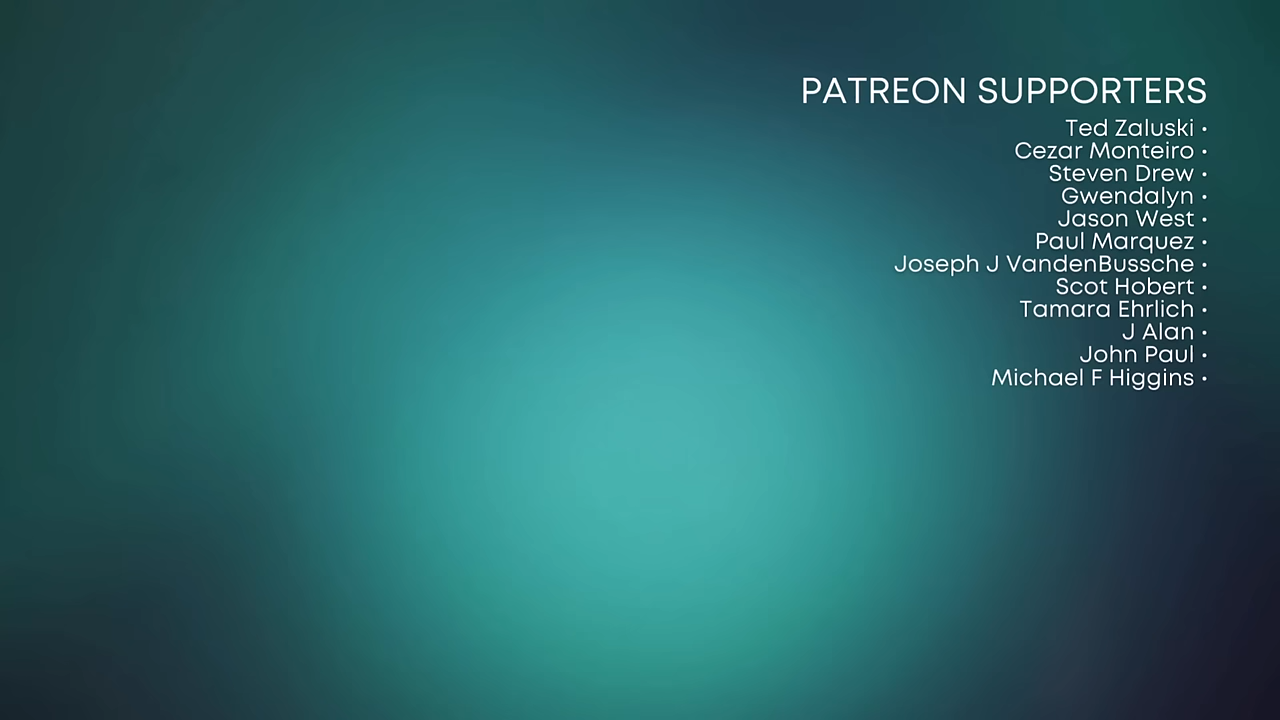 PATREON SUPPORTERS
Ted Zaluski •
Cezar Monteiro •
Steven Drew •
Gwendalyn •
Jason West •
Paul Marquez •
Joseph J VandenBussche •
Scot Hobert •
Tamara Ehrlich •
J Alan •
John Paul •
Michael F Higgins •